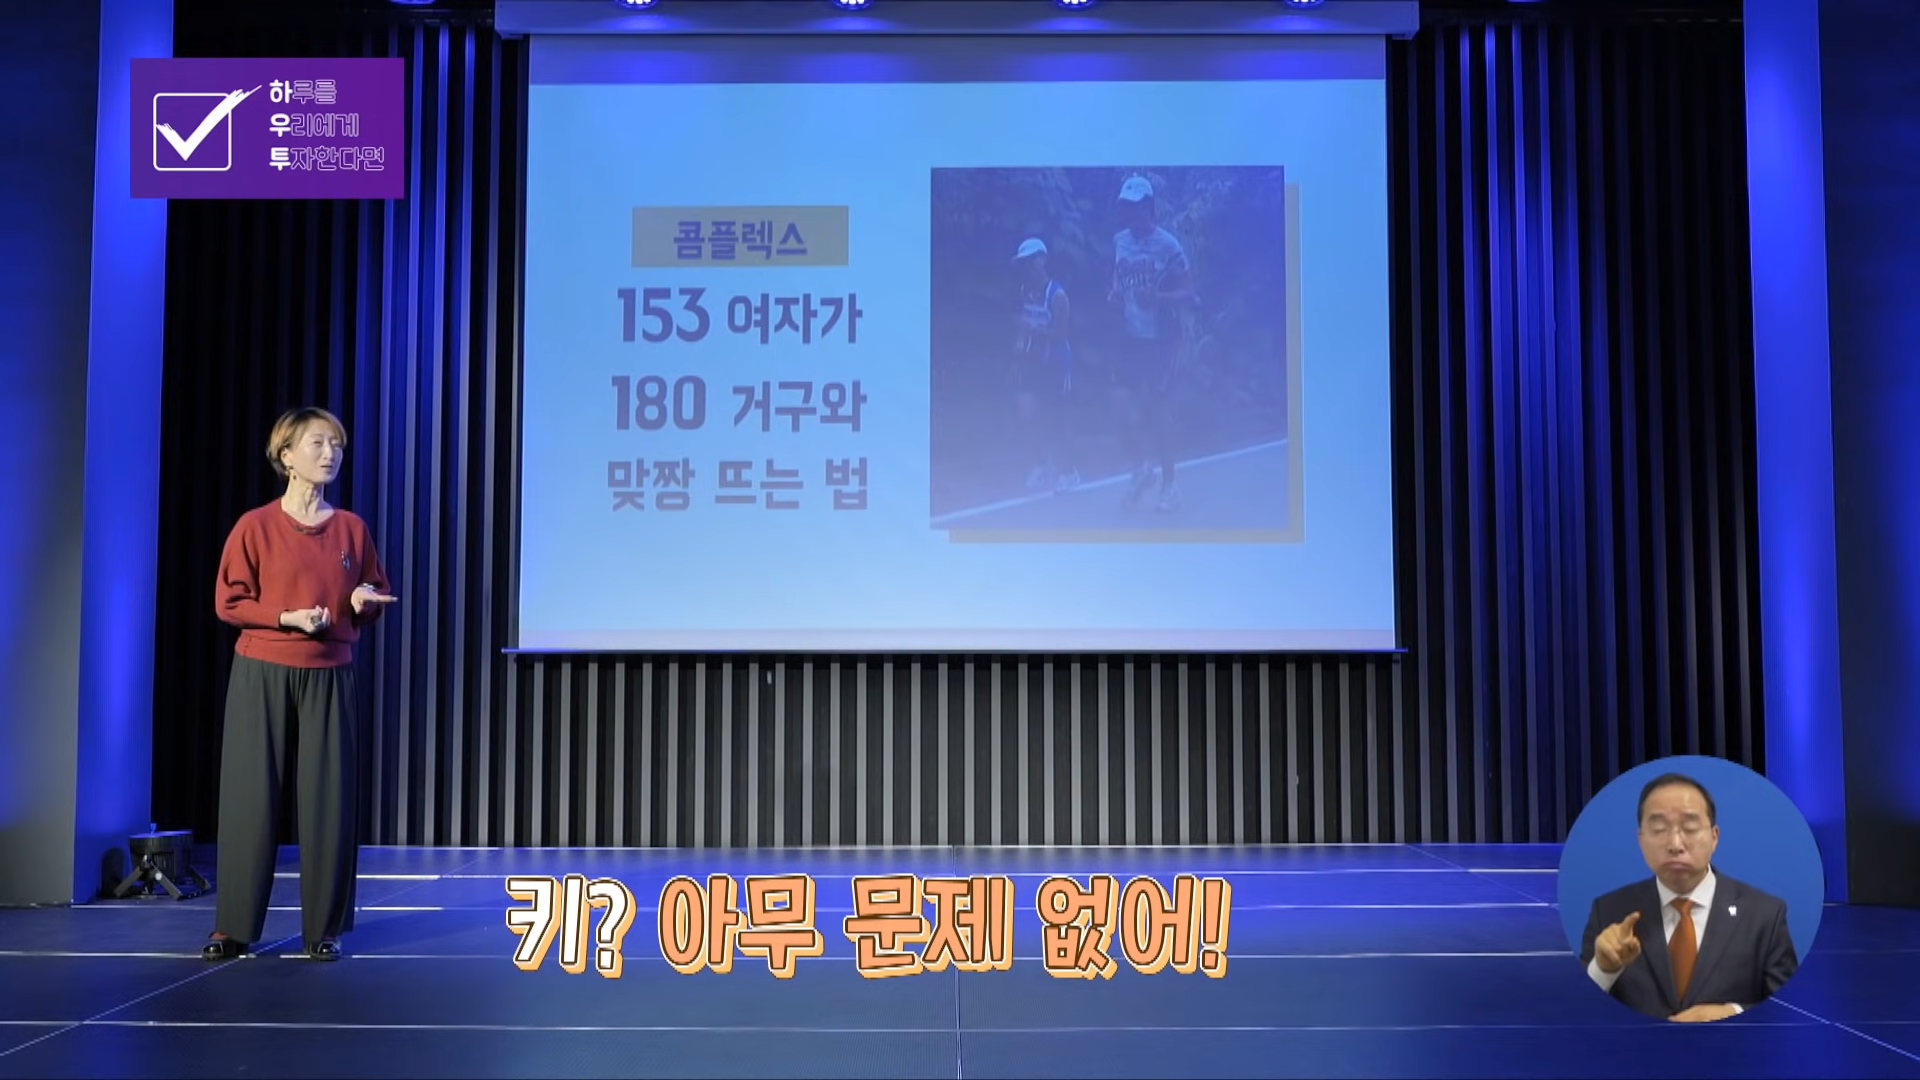 하루를
우리에게
투자한다면
콤플렉스
153 여자가
180 거구와
맞짱 뜨는 법
키? 아무 문제 없어!